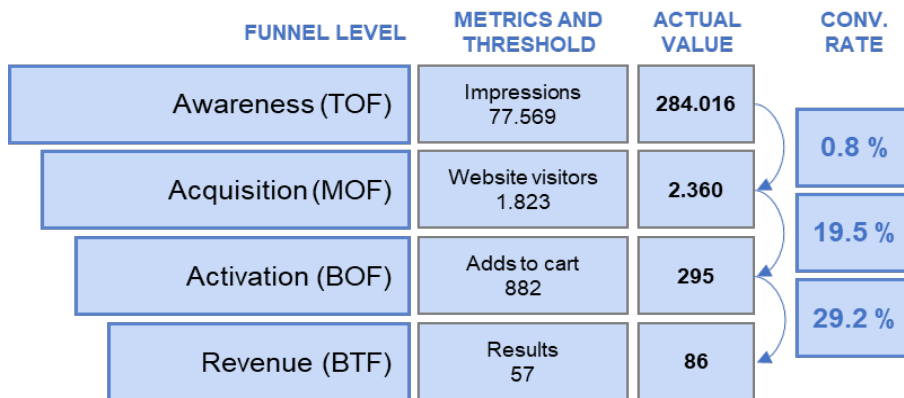 FUNNEL LEVEL
METRICS AND
THRESHOLD
ACTUAL
VALUE
CONV.
RATE
Awareness (TOF)
Impressions
77.569
284.016
0.8 %
Acquisition (MOF)
Website visitors
1.823
2.360
19.5 %
Activation (BOF)
Adds to cart
882
295
29.2 %
Revenue (BTF)
Results
57
86